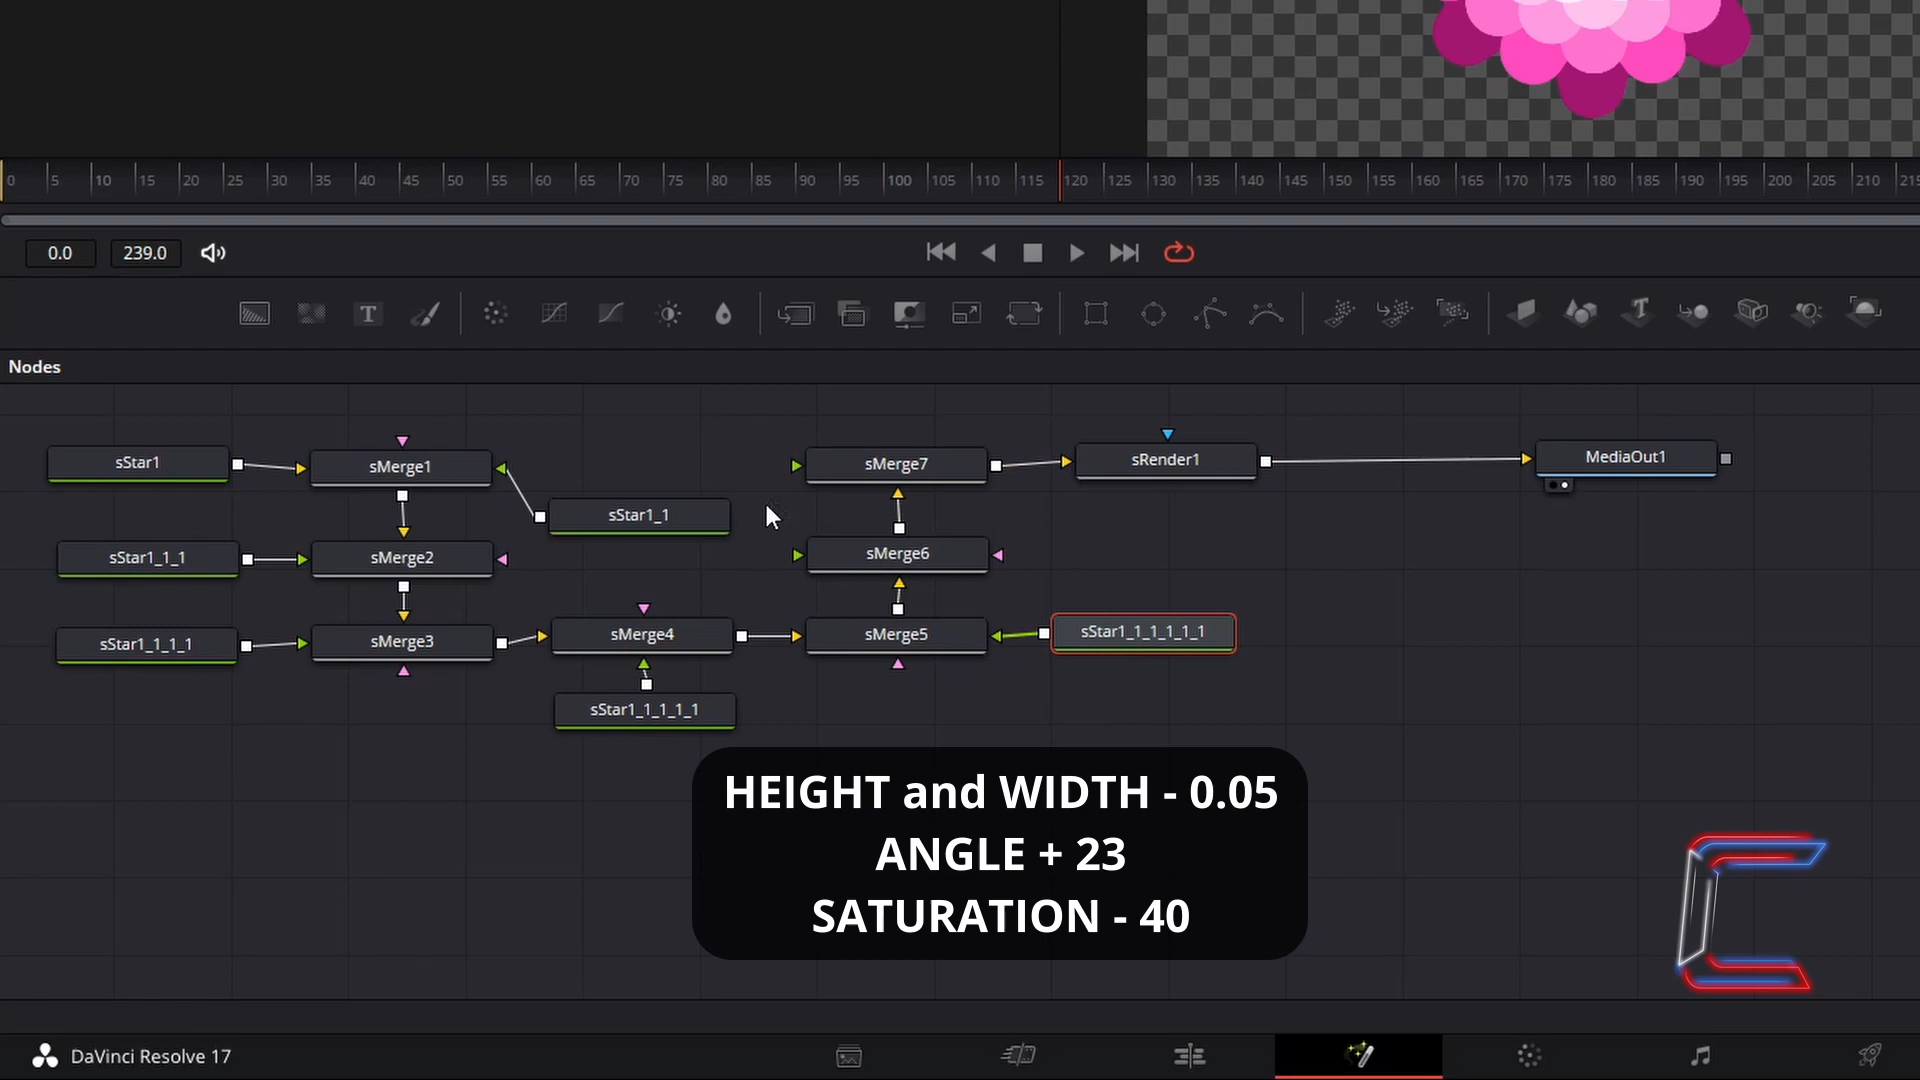 0 5 10 15 20 25 30 35 40 45 50 55 60 65 70 75 80 85 90 95 100 105 110 115 120 125 130 135 140 145 150 155 160 165 170 175 180 185 190 195 200 205 210 215
0.0 239.0
T
Nodes
sStar1 sMerge1 sMerge7 sRender1 MediaOut1
sStar1_1
sStar1_1_1 sMerge2 sMerge6
sStar1_1_1_1 sMerge3 sMerge4 sMerge5 sStar1_1_1_1_1_1
sStar1_1_1_1_1
HEIGHT and WIDTH - 0.05
ANGLE + 23
SATURATION - 40
DaVinci Resolve 17